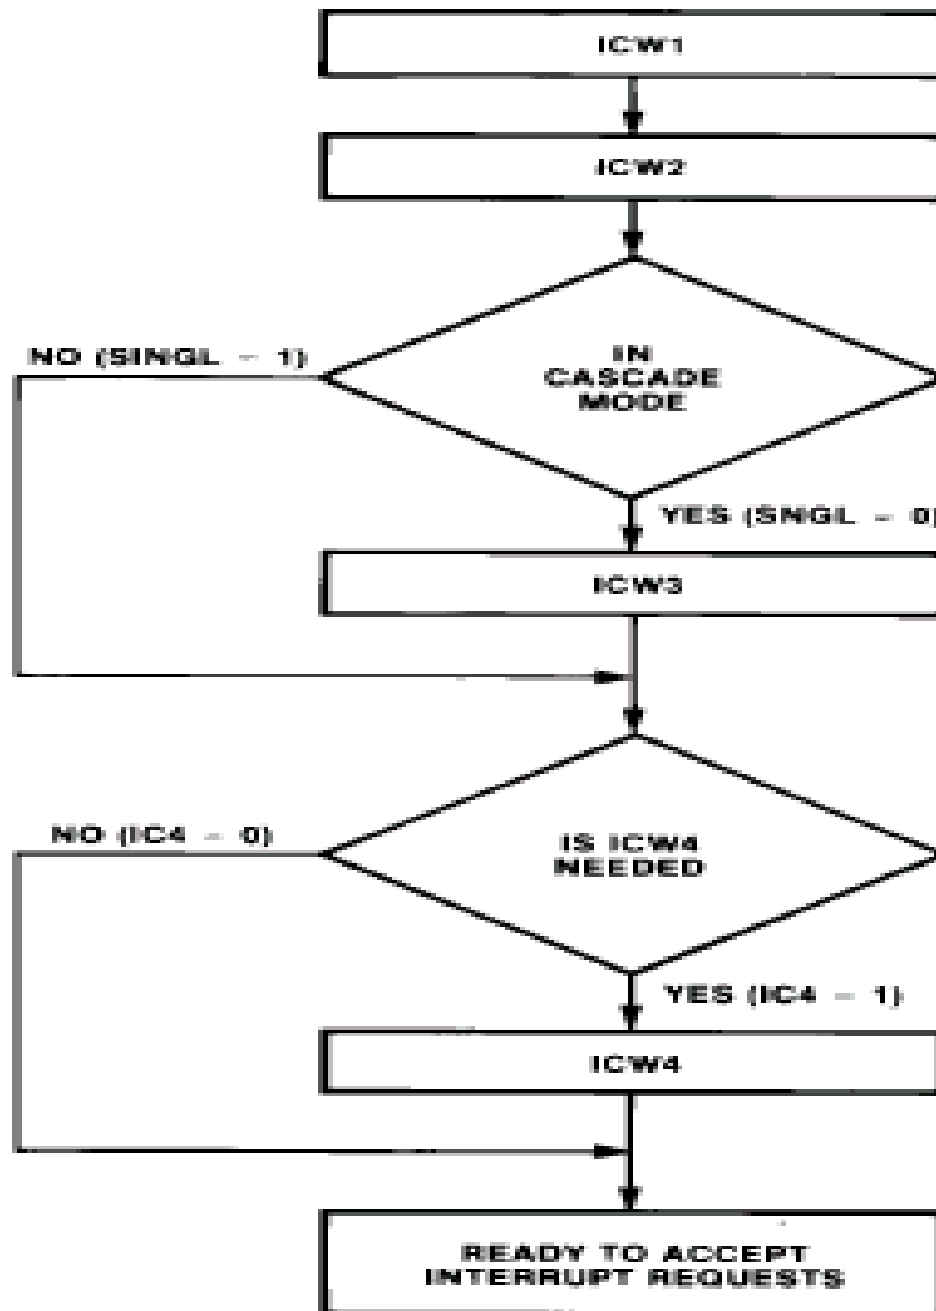 ICW1
ICW2
IN
CASCADE
MODE
NO (SINGL - 1)
YES (SNGL - 0)
ICW3
IS ICW4
NEEDED
NO (IC4 - 0)
YES (IC4 - 1)
ICW4
READY TO ACCEPT
INTERRUPT REQUESTS